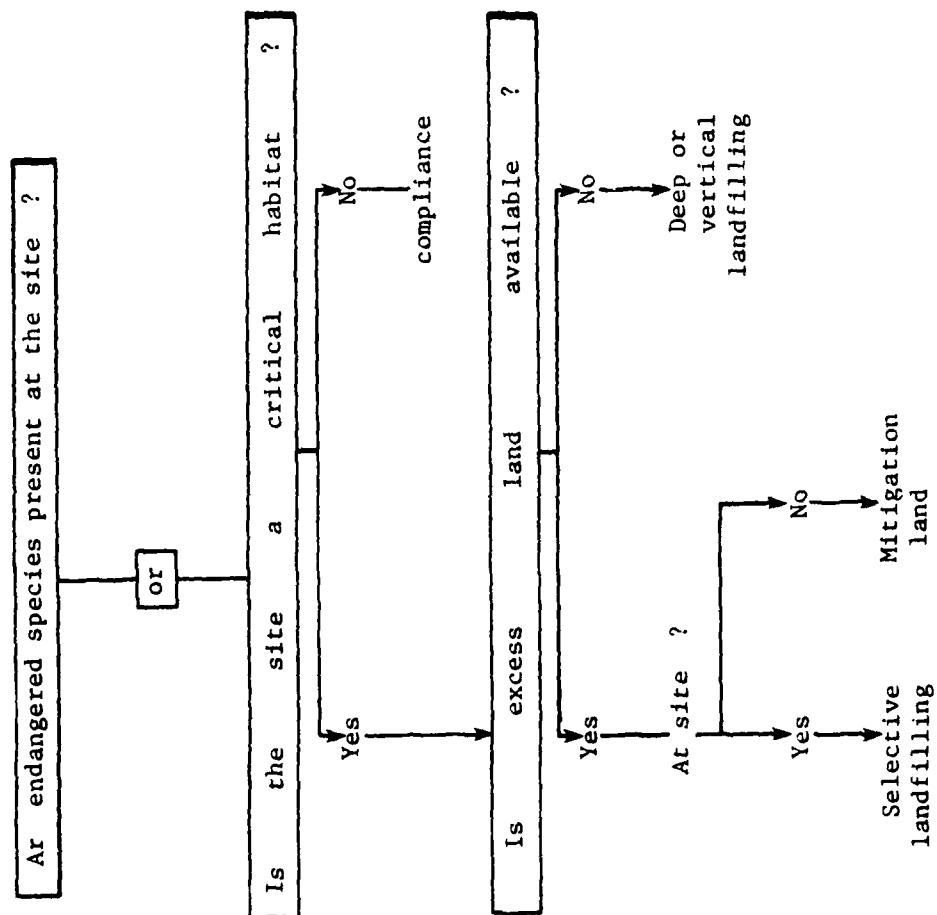 Ar endangered species present at the site ?
or
Is the site a critical habitat ?
Yes
No
compliance
Is excess land available ?
Yes
No
At site ?
Deep or
vertical
landfilling
Yes
No
Selective
landfilling
Mitigation
land